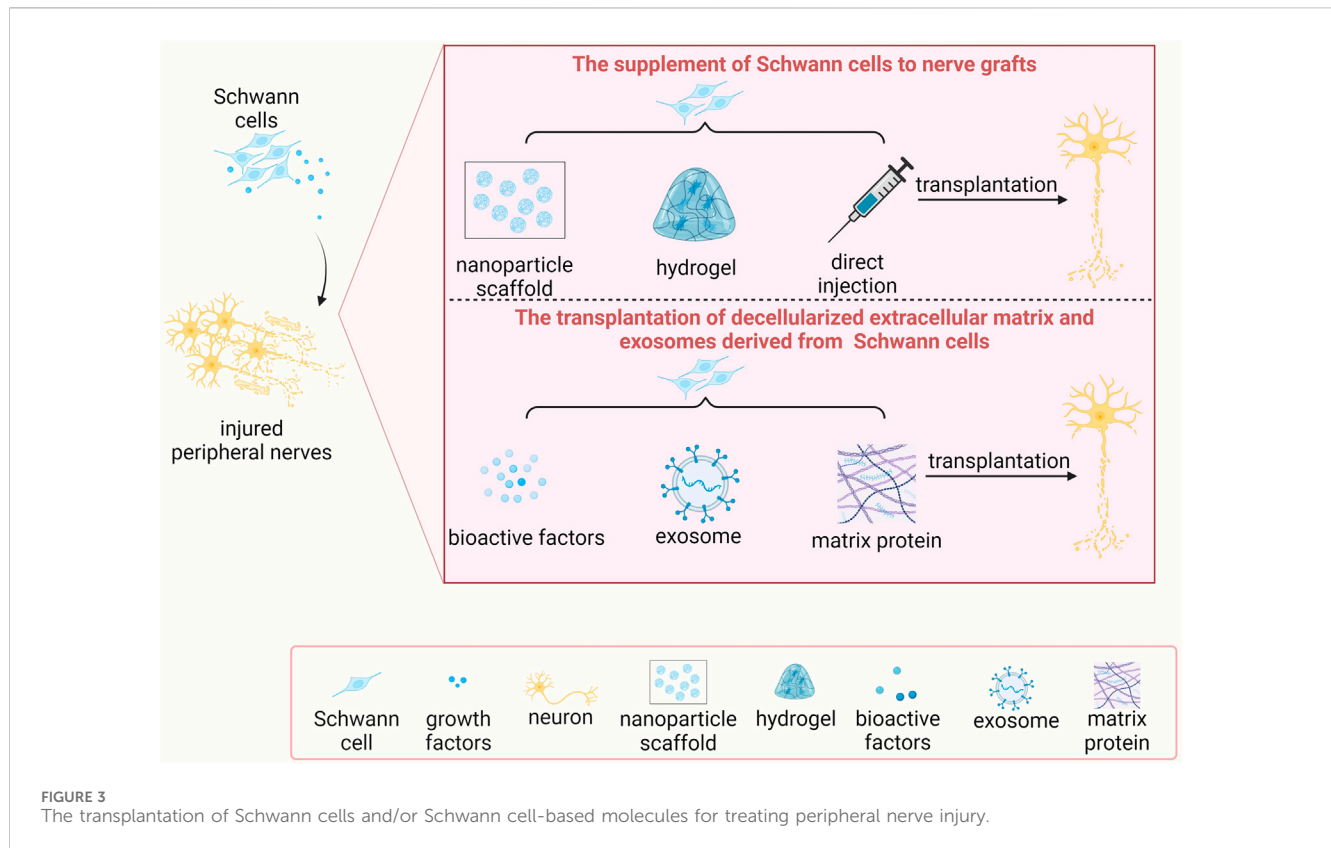 Schwann
cells
injured
peripheral nerves
The supplement of Schwann cells to nerve grafts
nanoparticle
scaffold
hydrogel
direct
injection
transplantation
The transplantation of decellularized extracellular matrix and
exosomes derived from Schwann cells
bioactive factors
exosome
matrix protein
transplantation
Schwann
cell
growth
factors
neuron
nanoparticle
scaffold
hydrogel
bioactive
factors
exosome
matrix
protein
FIGURE 3
The transplantation of Schwann cells and/or Schwann cell-based molecules for treating peripheral nerve injury.